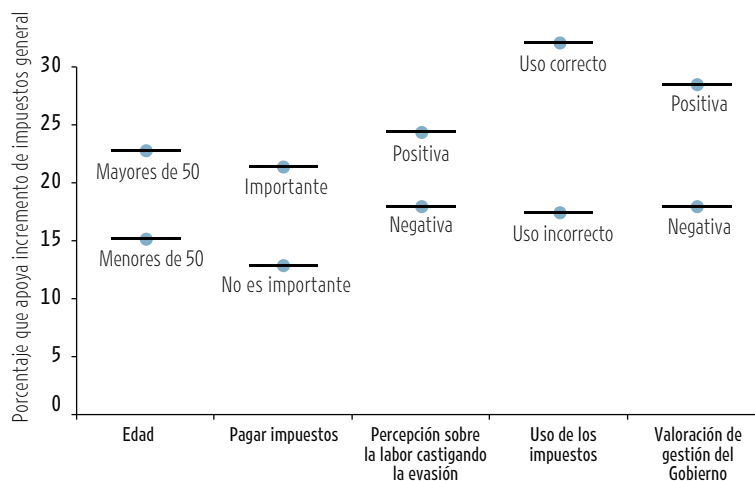 Porcentaje que apoya incremento de impuestos general
30
25
20
15
10
5
0
Mayores de 50
Menores de 50
Importante
No es importante
Positiva
Negativa
Uso correcto
Uso incorrecto
Positiva
Negativa
Edad
Pagar impuestos
Percepción sobre
la labor castigando
la evasión
Uso de los
impuestos
Valoración de
gestión del
Gobierno